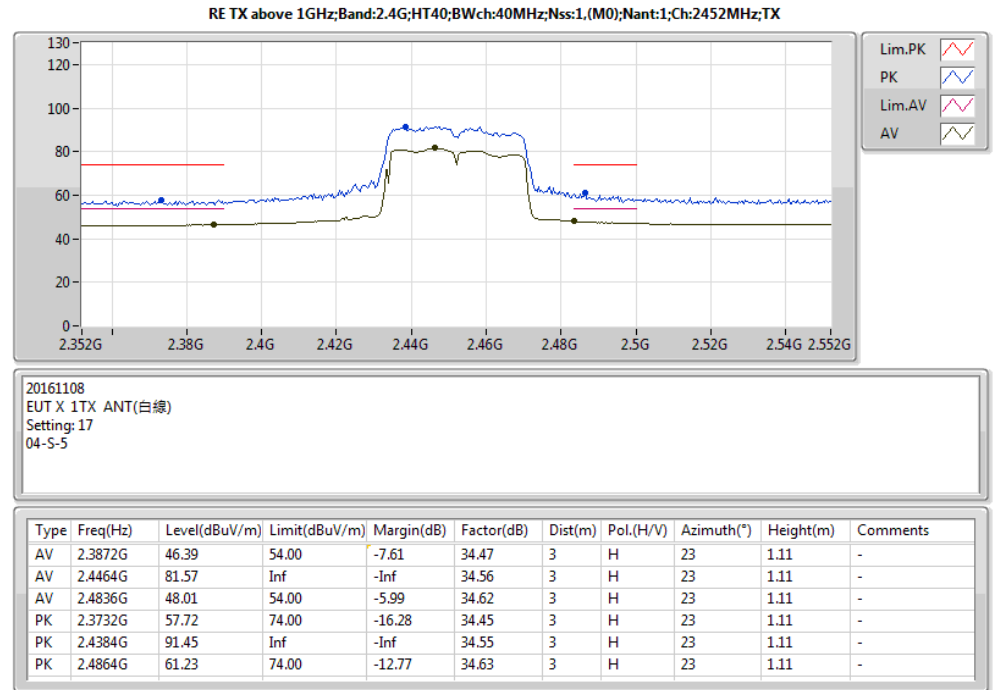 RE TX above 1GHz;Band:2.4G;HT40;BWch:40MHz;Nss:1,(M0);Nant:1;Ch:2452MHz;TX
130
120
100
80
60
40
20
0
2.352G 2.38G 2.4G 2.42G 2.44G 2.46G 2.48G 2.5G 2.52G 2.54G 2.552G
Lim.PK
PK
Lim.AV
AV
20161108
EUT X 1TX ANT(白線)
Setting: 17
04-S-5
Type Freq(Hz) Level(dBuV/m) Limit(dBuV/m) Margin(dB) Factor(dB) Dist(m) Pol.(H/V) Azimuth(°) Height(m) Comments
AV 2.3872G 46.39 54.00 -7.61 34.47 3 H 23 1.11 -
AV 2.4464G 81.57 Inf -Inf 34.56 3 H 23 1.11 -
AV 2.4836G 48.01 54.00 -5.99 34.62 3 H 23 1.11 -
PK 2.3732G 57.72 74.00 -16.28 34.45 3 H 23 1.11 -
PK 2.4384G 91.45 Inf -Inf 34.55 3 H 23 1.11 -
PK 2.4864G 61.23 74.00 -12.77 34.63 3 H 23 1.11 -